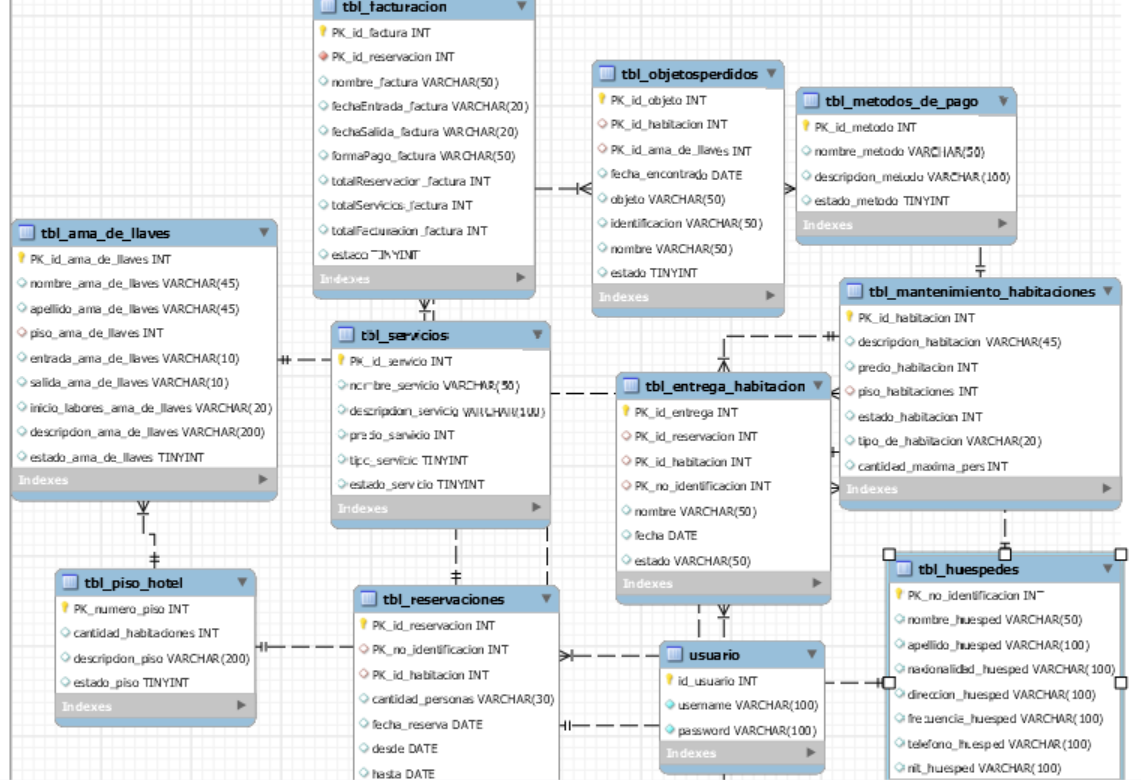 tbl_facturacion
PK_id_factura INT
PK_id_reservacion INT
nombre_factura VARCHAR(50)
fechaEntrada_factura VARCHAR(20)
fechaSalida_factura VARCHAR(20)
formaPago_factura VARCHAR(50)
totalReservacior_factura INT
totalServicios_factura INT
totalFacturacion_factura INT
estaco TINYINT
Indexes
tbl_objetosperdidos
PK_id_objeto INT
PK_id_habitacion INT
PK_id_ama_de_llaves INT
fecha_encontrado DATE
objeto VARCHAR(50)
identificacion VARCHAR(50)
nombre VARCHAR(50)
estado TINYINT
Indexes
tbl_metodos_de_pago
PK_id_metodo INT
nombre_metodo VARCHAR(50)
descripcion_metodo VARCHAR(100)
estado_metodo TINYINT
Indexes
tbl_ama_de_llaves
PK_id_ama_de_llaves INT
nombre_ama_de_llaves VARCHAR(45)
apellido_ama_de_llaves VARCHAR(45)
piso_ama_de_llaves INT
entrada_ama_de_llaves VARCHAR(10)
salida_ama_de_llaves VARCHAR(10)
inicio_labores_ama_de_llaves VARCHAR(20)
descripcion_ama_de_llaves VARCHAR(200)
estado_ama_de_llaves TINYINT
Indexes
tbl_servicios
PK_id_servicio INT
nombre_servicio VARCHAR(50)
descripcion_servicio VARCHAR(100)
precio_servicio INT
tipo_servicio TINYINT
estado_servicio TINYINT
Indexes
tbl_mantenimiento_habitaciones
PK_id_habitacion INT
descripcion_habitacion VARCHAR(45)
precio_habitacion INT
piso_habitaciones INT
estado_habitacion INT
tipo_de_habitacion VARCHAR(20)
cantidad_maxima_pers INT
Indexes
tbl_entrega_habitacion
PK_id_entrega INT
PK_id_reservacion INT
PK_id_habitacion INT
PK_no_identificacion INT
nombre VARCHAR(50)
fecha DATE
estado VARCHAR(50)
Indexes
tbl_piso_hotel
PK_numero_piso INT
cantidad_habitaciones INT
descripcion_piso VARCHAR(200)
estado_piso TINYINT
Indexes
tbl_reservaciones
PK_id_reservacion INT
PK_no_identificacion INT
PK_id_habitacion INT
cantidad_personas VARCHAR(30)
fecha_reserva DATE
desde DATE
hasta DATE
usuario
id_usuario INT
username VARCHAR(100)
password VARCHAR(100)
Indexes
tbl_huespedes
PK_no_identificacion INT
nombre_huesped VARCHAR(50)
apellido_huesped VARCHAR(100)
nacionalidad_huesped VARCHAR(100)
direccion_huesped VARCHAR(100)
frecuencia_huesped VARCHAR(100)
telefono_huesped VARCHAR(100)
nit_huesped VARCHAR(100)